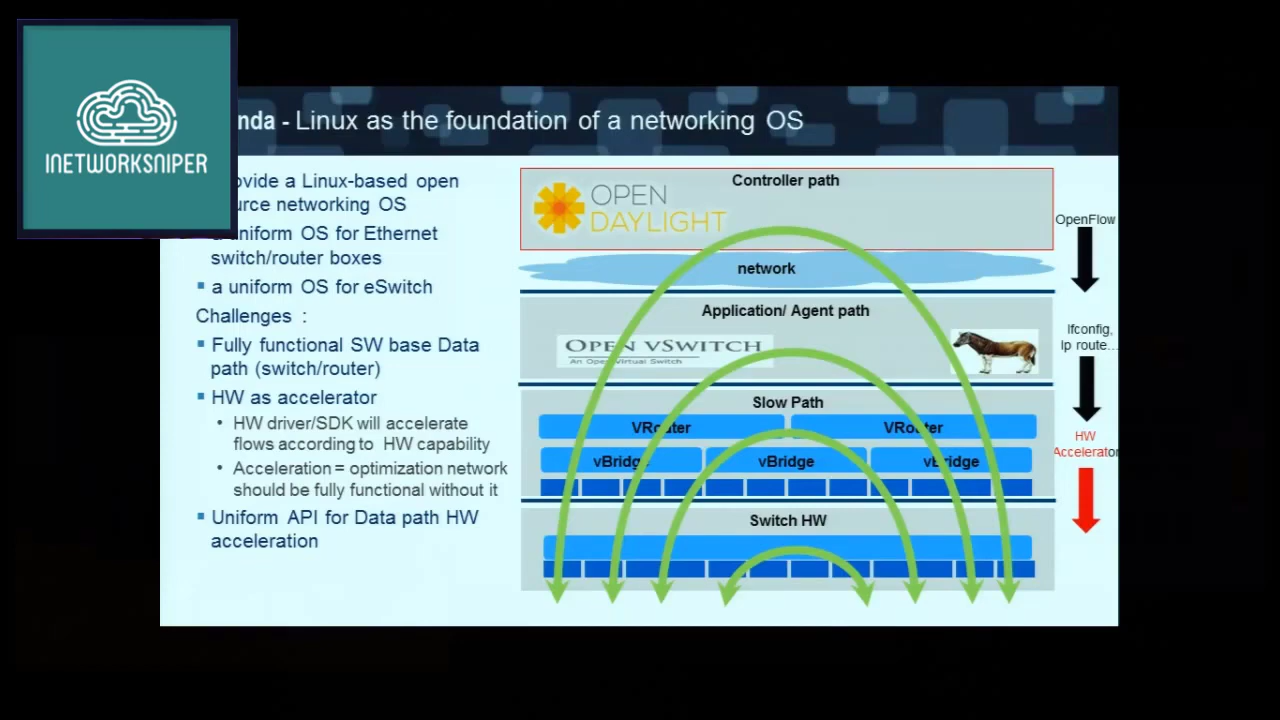 INETWORKSNIPER
nda - Linux as the foundation of a networking OS
ovide a Linux-based open
urce networking OS
a uniform OS for Ethernet
switch/router boxes
a uniform OS for eSwitch
Challenges :
Fully functional SW base Data
path (switch/router)
HW as accelerator
HW driver/SDK will accelerate
flows according to HW capability
Acceleration = optimization network
should be fully functional without it
Uniform API for Data path HW
acceleration
Controller path
OPEN
DAYLIGHT
network
Application/ Agent path
OPEN VSWITCH
An Open Virtual Switch
Slow Path
VRouter VRouter
vBridge vBridge vBridge
Switch HW
OpenFlow
Ifconfig,
Ip route...
HW
Accelerator